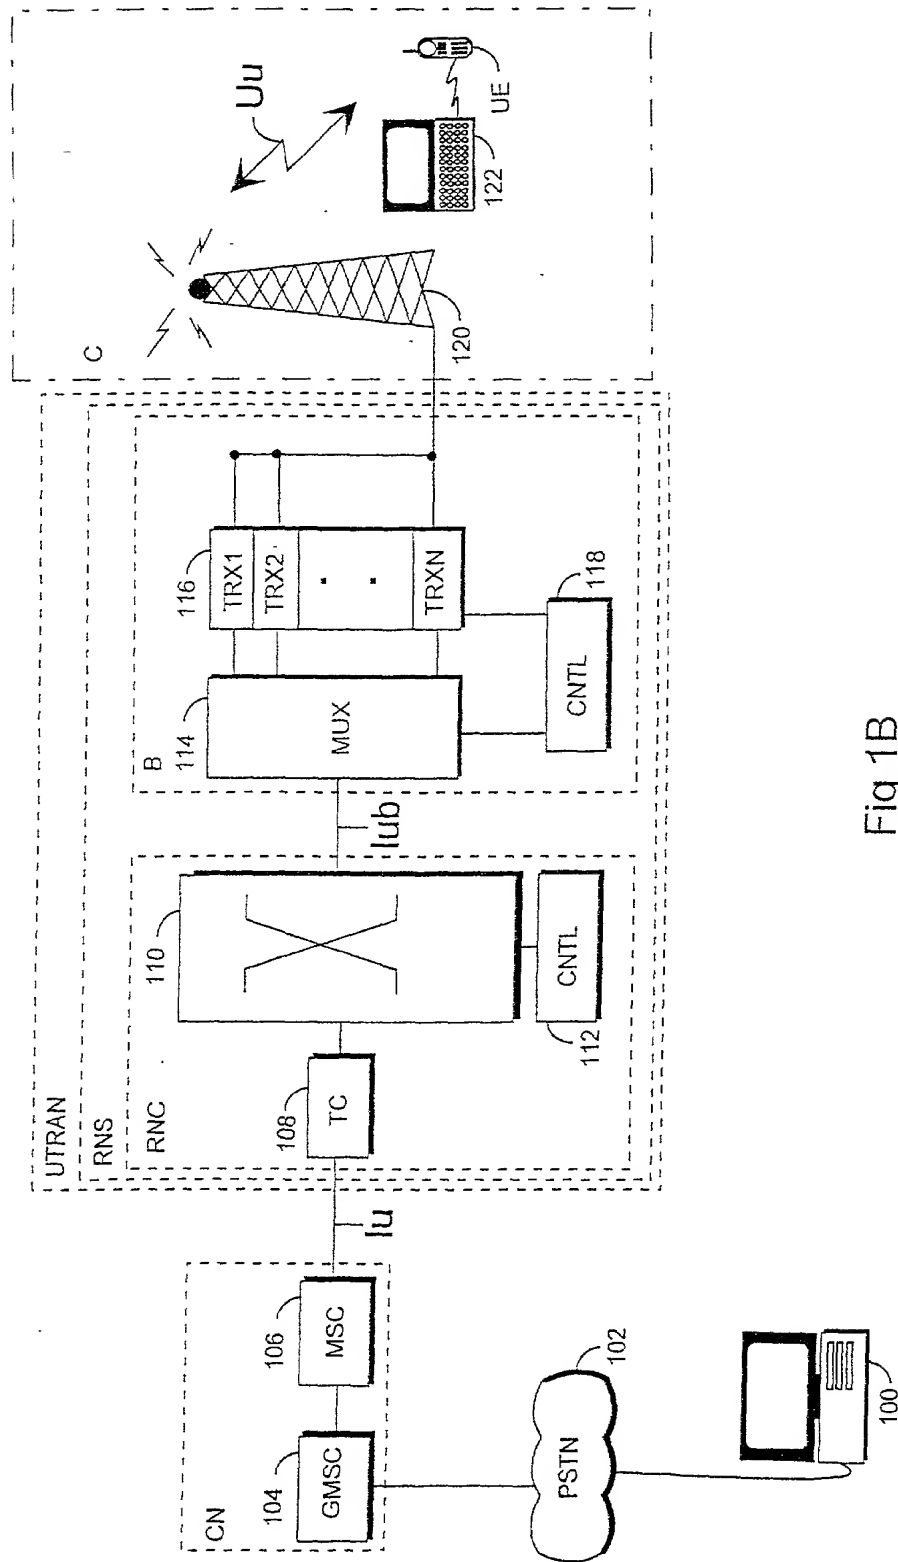 UTRAN
RNS
RNC
B
C
CN
104
GMSC
106
MSC
Iu
108
TC
110
112
CNTL
Iub
114
MUX
116
TRX1
TRX2
. .
TRXN
118
CNTL
120
Uu
122
UE
PSTN
102
100
Fig 1B